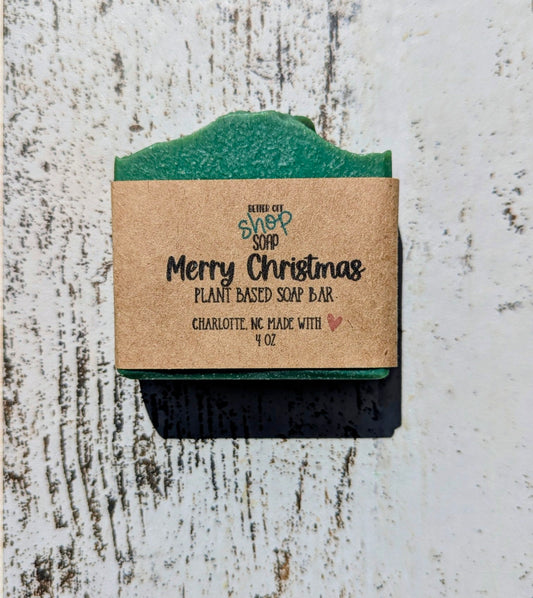 BETTER OFF
shop
SOAP
Merry Christmas
PLANT BASED SOAP BAR
CHARLOTTE, NC MADE WITH
4 OZ